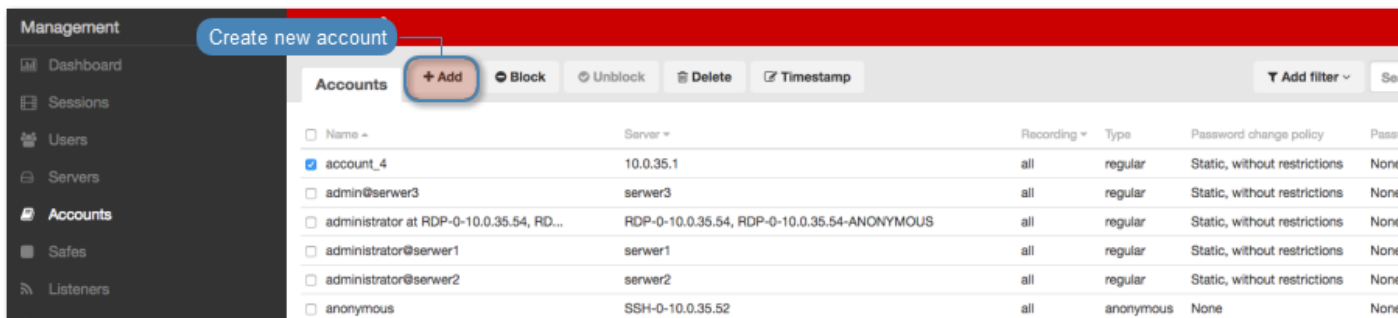 Management
Create new account
Dashboard
Sessions
Users
Servers
Accounts
Safes
Listeners
Accounts
+ Add
Block
Unblock
Delete
Timestamp
Add filter
Name Server Recording Type Password change policy
account_4 10.0.35.1 all regular Static, without restrictions None
admin@serwer3 serwer3 all regular Static, without restrictions None
administrator at RDP-0-10.0.35.54, RD... RDP-0-10.0.35.54, RDP-0-10.0.35.54-ANONYMOUS all regular Static, without restrictions None
administrator@serwer1 serwer1 all regular Static, without restrictions None
administrator@serwer2 serwer2 all regular Static, without restrictions None
anonymous SSH-0-10.0.35.52 all anonymous None None